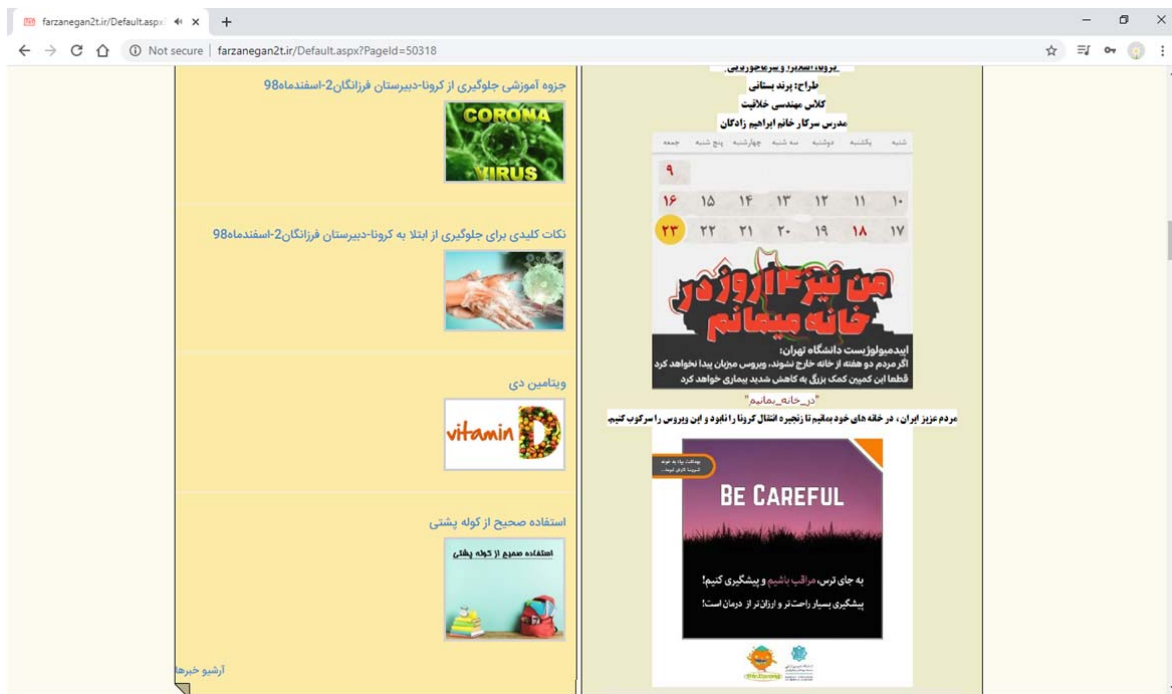 farzanegan2t.ir/Default.aspx
Not secure | farzanegan2t.ir/Default.aspx?PageId=50318
طراح: پرند بستانی
کلاس مهندسی خلاقیت
مدرس سرکار خانم ابراهیم زادگان
شنبه یکشنبه دوشنبه سه شنبه چهارشنبه پنج شنبه جمعه
۹
۱۰ ۱۱ ۱۲ ۱۳ ۱۴ ۱۵ ۱۶
۱۷ ۱۸ ۱۹ ۲۰ ۲۱ ۲۲ ۲۳
من نیز ۱۴ روز در
خانه میمانم
اپیدمیولوژیست دانشگاه تهران:
اگر مردم دو هفته از خانه خارج نشوند، ویروس میزبان پیدا نخواهد کرد
قطعا این کمپین کمک بزرگی به کاهش شدید بیماری خواهد کرد
"در_خانه_بمانیم"
مردم عزیز ایران، در خانه های خود بمانیم تا زنجیره انتقال کرونا را نابود و این ویروس را سرکوب کنیم.
BE CAREFUL
به جای ترس، مراقب باشیم و پیشگیری کنیم!
پیشگیری بسیار راحت‌تر و ارزان‌تر از درمان است!
جزوه آموزشی جلوگیری از کرونا-دبیرستان فرزانگان2-اسفندماه98
CORONA
VIRUS
نکات کلیدی برای جلوگیری از ابتلا به کرونا-دبیرستان فرزانگان2-اسفندماه98
ویتامین دی
vitamin D
استفاده صحیح از کوله پشتی
استفاده صحیح از کوله پشتی
آرشیو خبرها